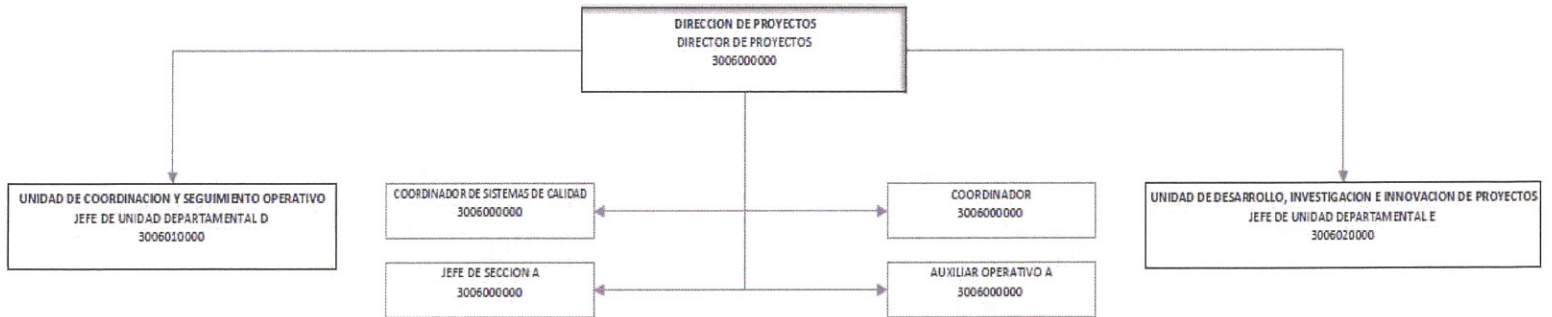 DIRECCION DE PROYECTOS
DIRECTOR DE PROYECTOS
3006000000
UNIDAD DE COORDINACION Y SEGUIMIENTO OPERATIVO
JEFE DE UNIDAD DEPARTAMENTAL D
3006010000
COORDINADOR DE SISTEMAS DE CALIDAD
3006000000
COORDINADOR
3006000000
UNIDAD DE DESARROLLO, INVESTIGACION E INNOVACION DE PROYECTOS
JEFE DE UNIDAD DEPARTAMENTAL E
3006020000
JEFE DE SECCION A
3006000000
AUXILIAR OPERATIVO A
3006000000